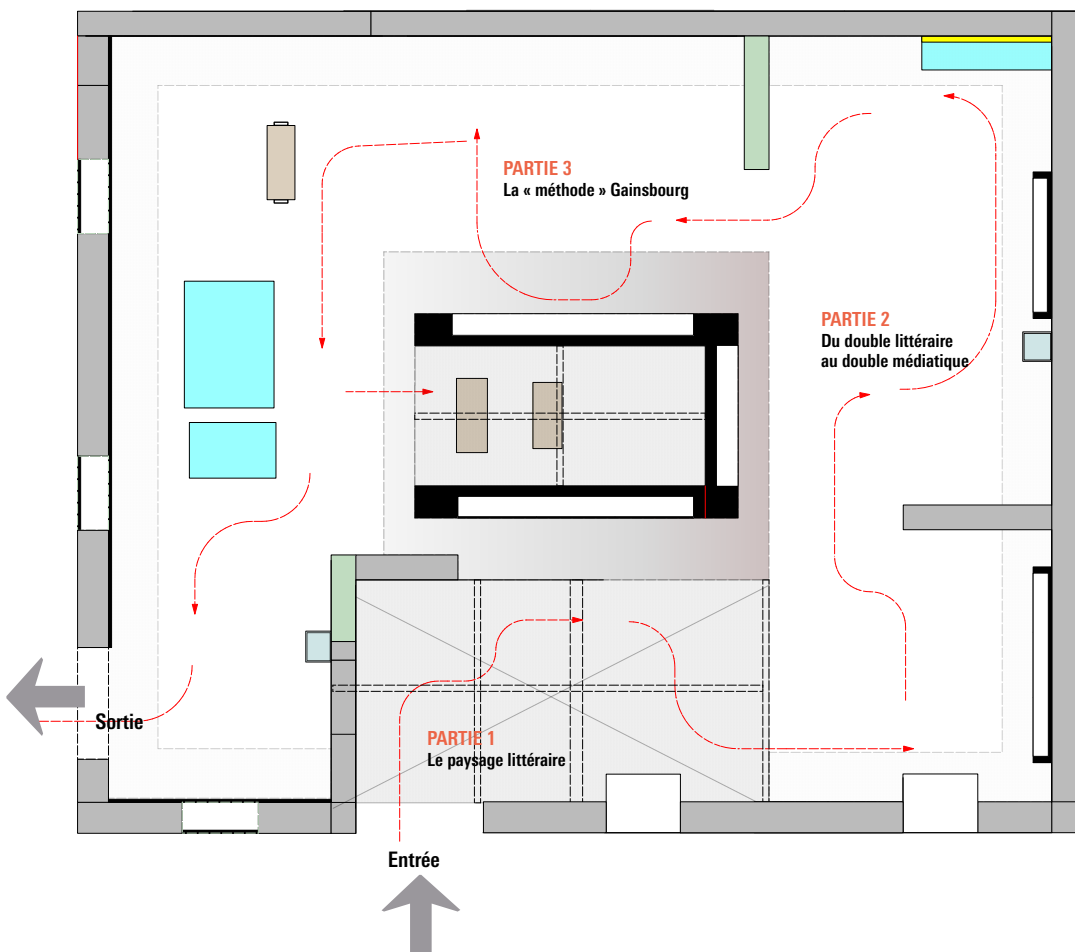 PARTIE 3
La « méthode » Gainsbourg
PARTIE 2
Du double littéraire
au double médiatique
Sortie
PARTIE 1
Le paysage littéraire
Entrée